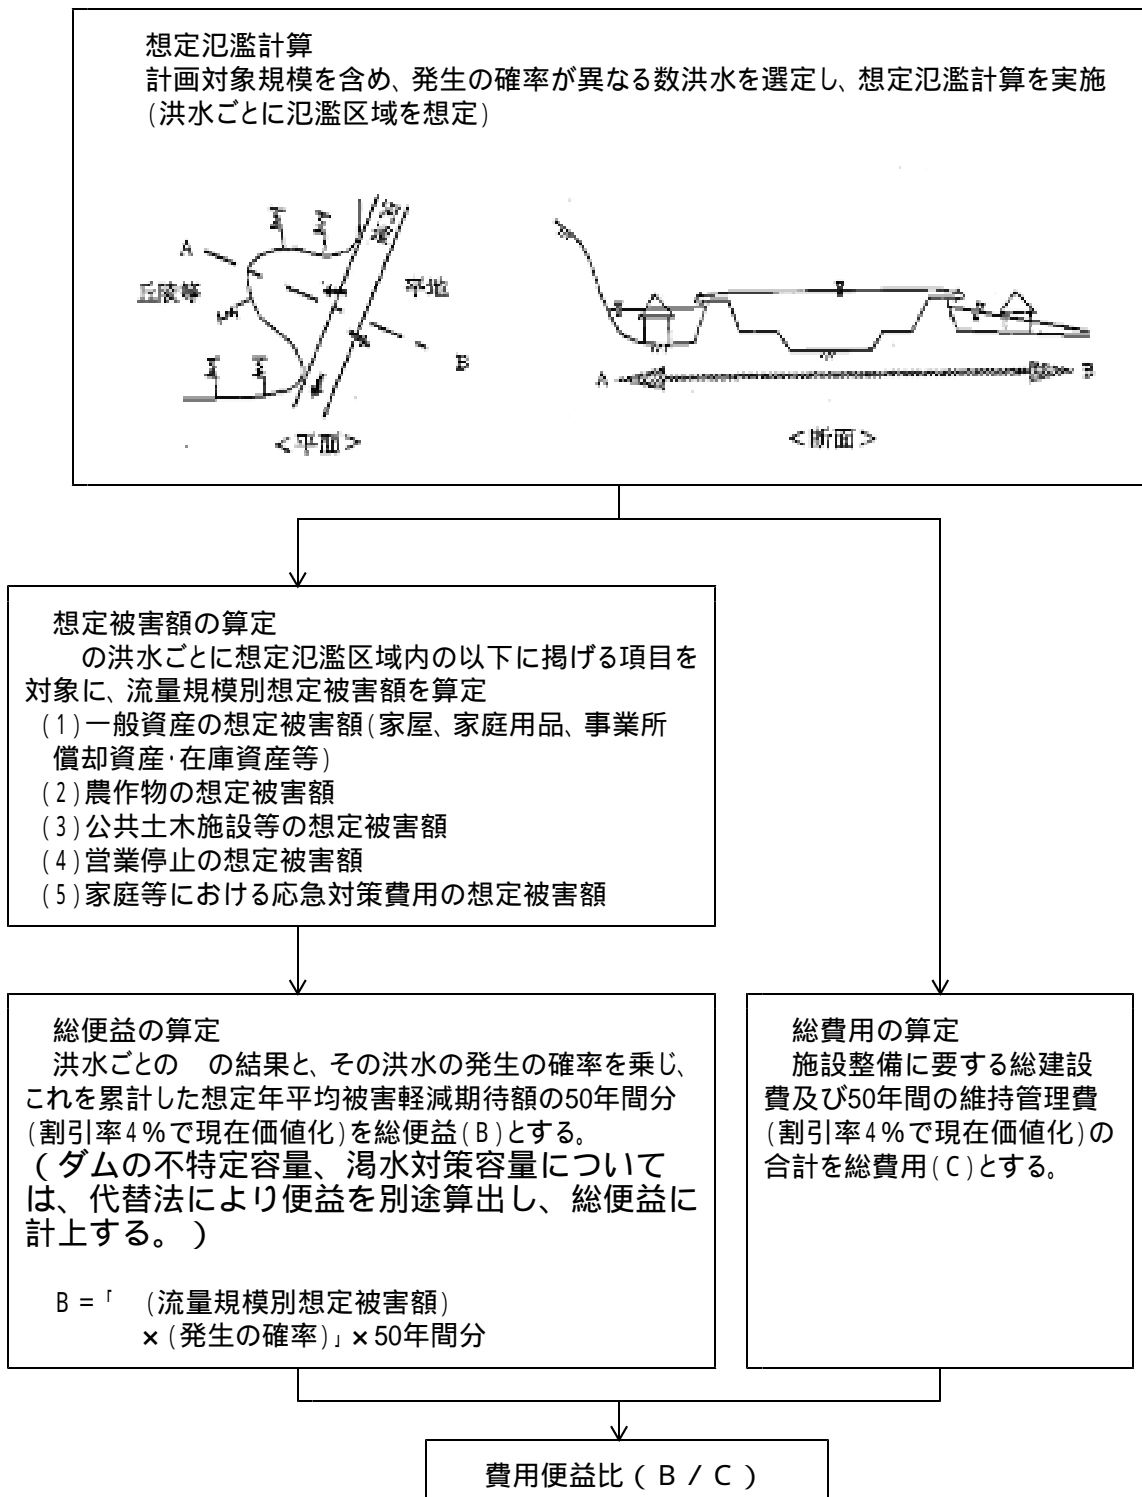 想定氾濫計算
計画対象規模を含め、発生の確率が異なる数洪水を選定し、想定氾濫計算を実施
(洪水ごとに氾濫区域を想定)
A
丘陵等
平地
B
<平面>
A
B
<断面>
想定被害額の算定
の洪水ごとに想定氾濫区域内の以下に掲げる項目を
対象に、流量規模別想定被害額を算定
(1)一般資産の想定被害額(家屋、家庭用品、事業所
償却資産・在庫資産等)
(2)農作物の想定被害額
(3)公共土木施設等の想定被害額
(4)営業停止の想定被害額
(5)家庭等における応急対策費用の想定被害額
総便益の算定
洪水ごとの　の結果と、その洪水の発生の確率を乗じ、
これを累計した想定年平均被害軽減期待額の50年間分
(割引率4%で現在価値化)を総便益(B)とする。
(ダムの不特定容量、渇水対策容量について
は、代替法により便益を別途算出し、総便益に
計上する。)
B=「　(流量規模別想定被害額)
×(発生の確率)」×50年間分
総費用の算定
施設整備に要する総建設
費及び50年間の維持管理費
(割引率4%で現在価値化)の
合計を総費用(C)とする。
費用便益比(B/C)